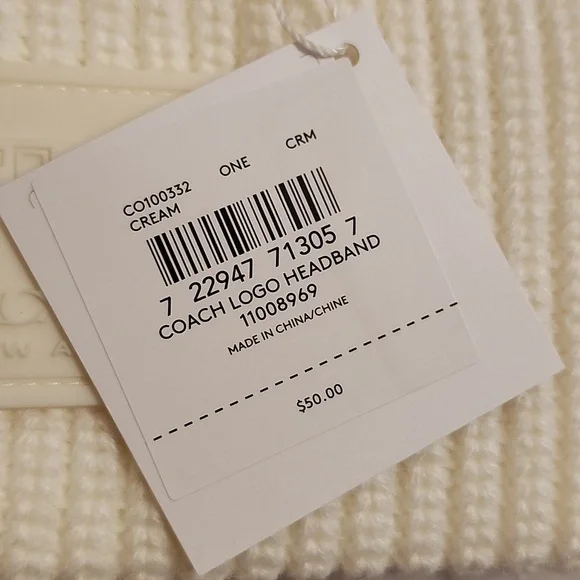 CO100332 ONE CRM
CREAM
7 22947 71305 7
COACH LOGO HEADBAND
11008969
MADE IN CHINA/CHINE
$50.00